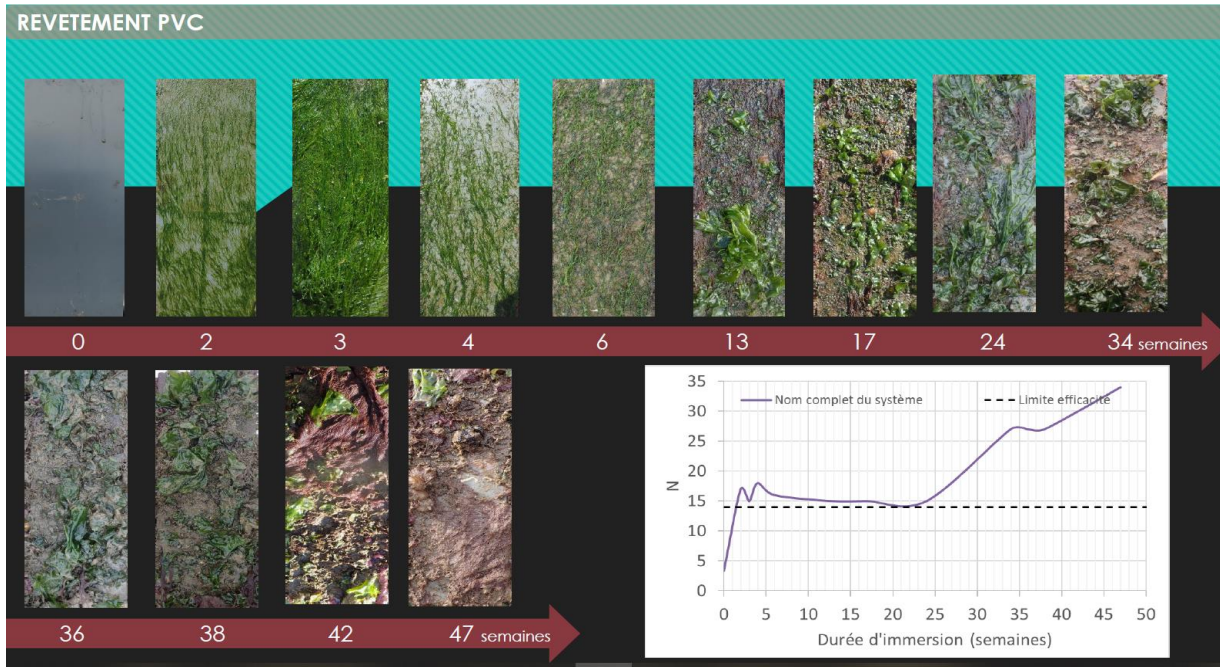 REVETEMENT PVC
0 2 3 4 6 13 17 24 34 semaines
36 38 42 47 semaines
Nom complet du système
Limite efficacité
35
30
25
20
15
10
5
0
N
0 5 10 15 20 25 30 35 40 45 50
Durée d'immersion (semaines)